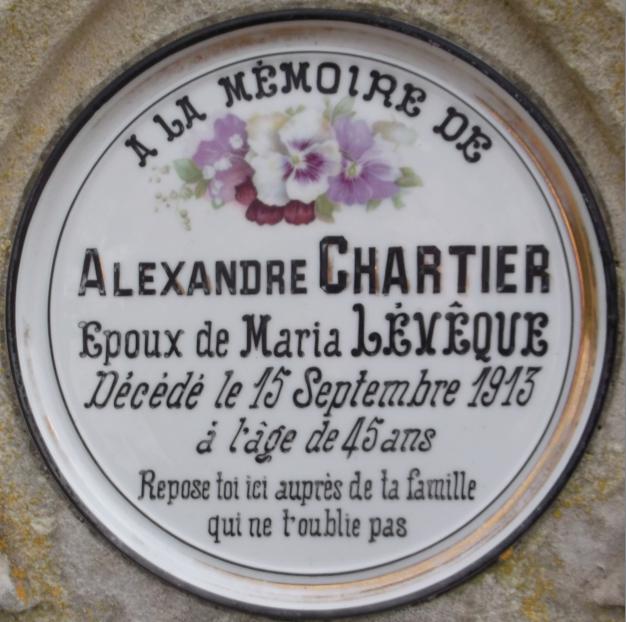 A LA MÉMOIRE DE
ALEXANDRE CHARTIER
Epoux de Maria LÉVÊQUE
Décédé le 15 Septembre 1913
à l'âge de 45 ans
Repose toi ici auprès de ta famille
qui ne t'oublie pas